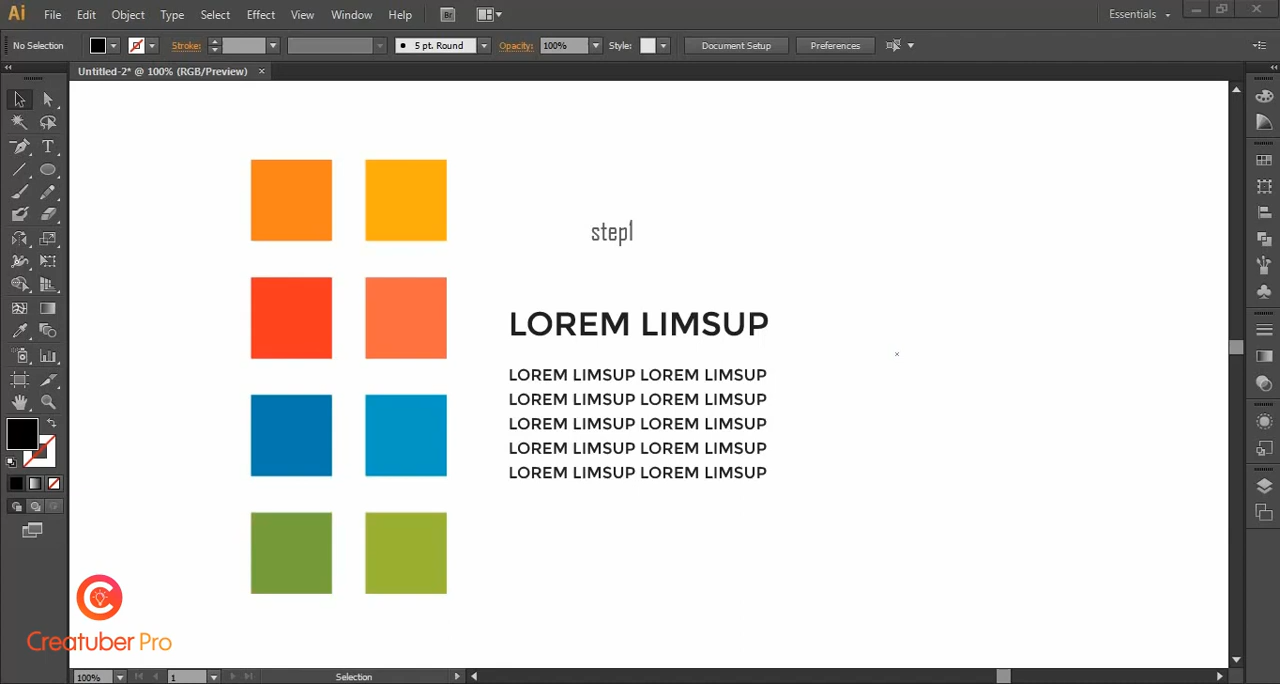 Ai File Edit Object Type Select Effect View Window Help Br Essentials
No Selection Stroke: 5 pt. Round Opacity: 100% Style: Document Setup Preferences
Untitled-2* @ 100% (RGB/Preview) ×
step1
LOREM LIMSUP
LOREM LIMSUP LOREM LIMSUP
LOREM LIMSUP LOREM LIMSUP
LOREM LIMSUP LOREM LIMSUP
LOREM LIMSUP LOREM LIMSUP
LOREM LIMSUP LOREM LIMSUP
Creatuber Pro
100% 1 Selection